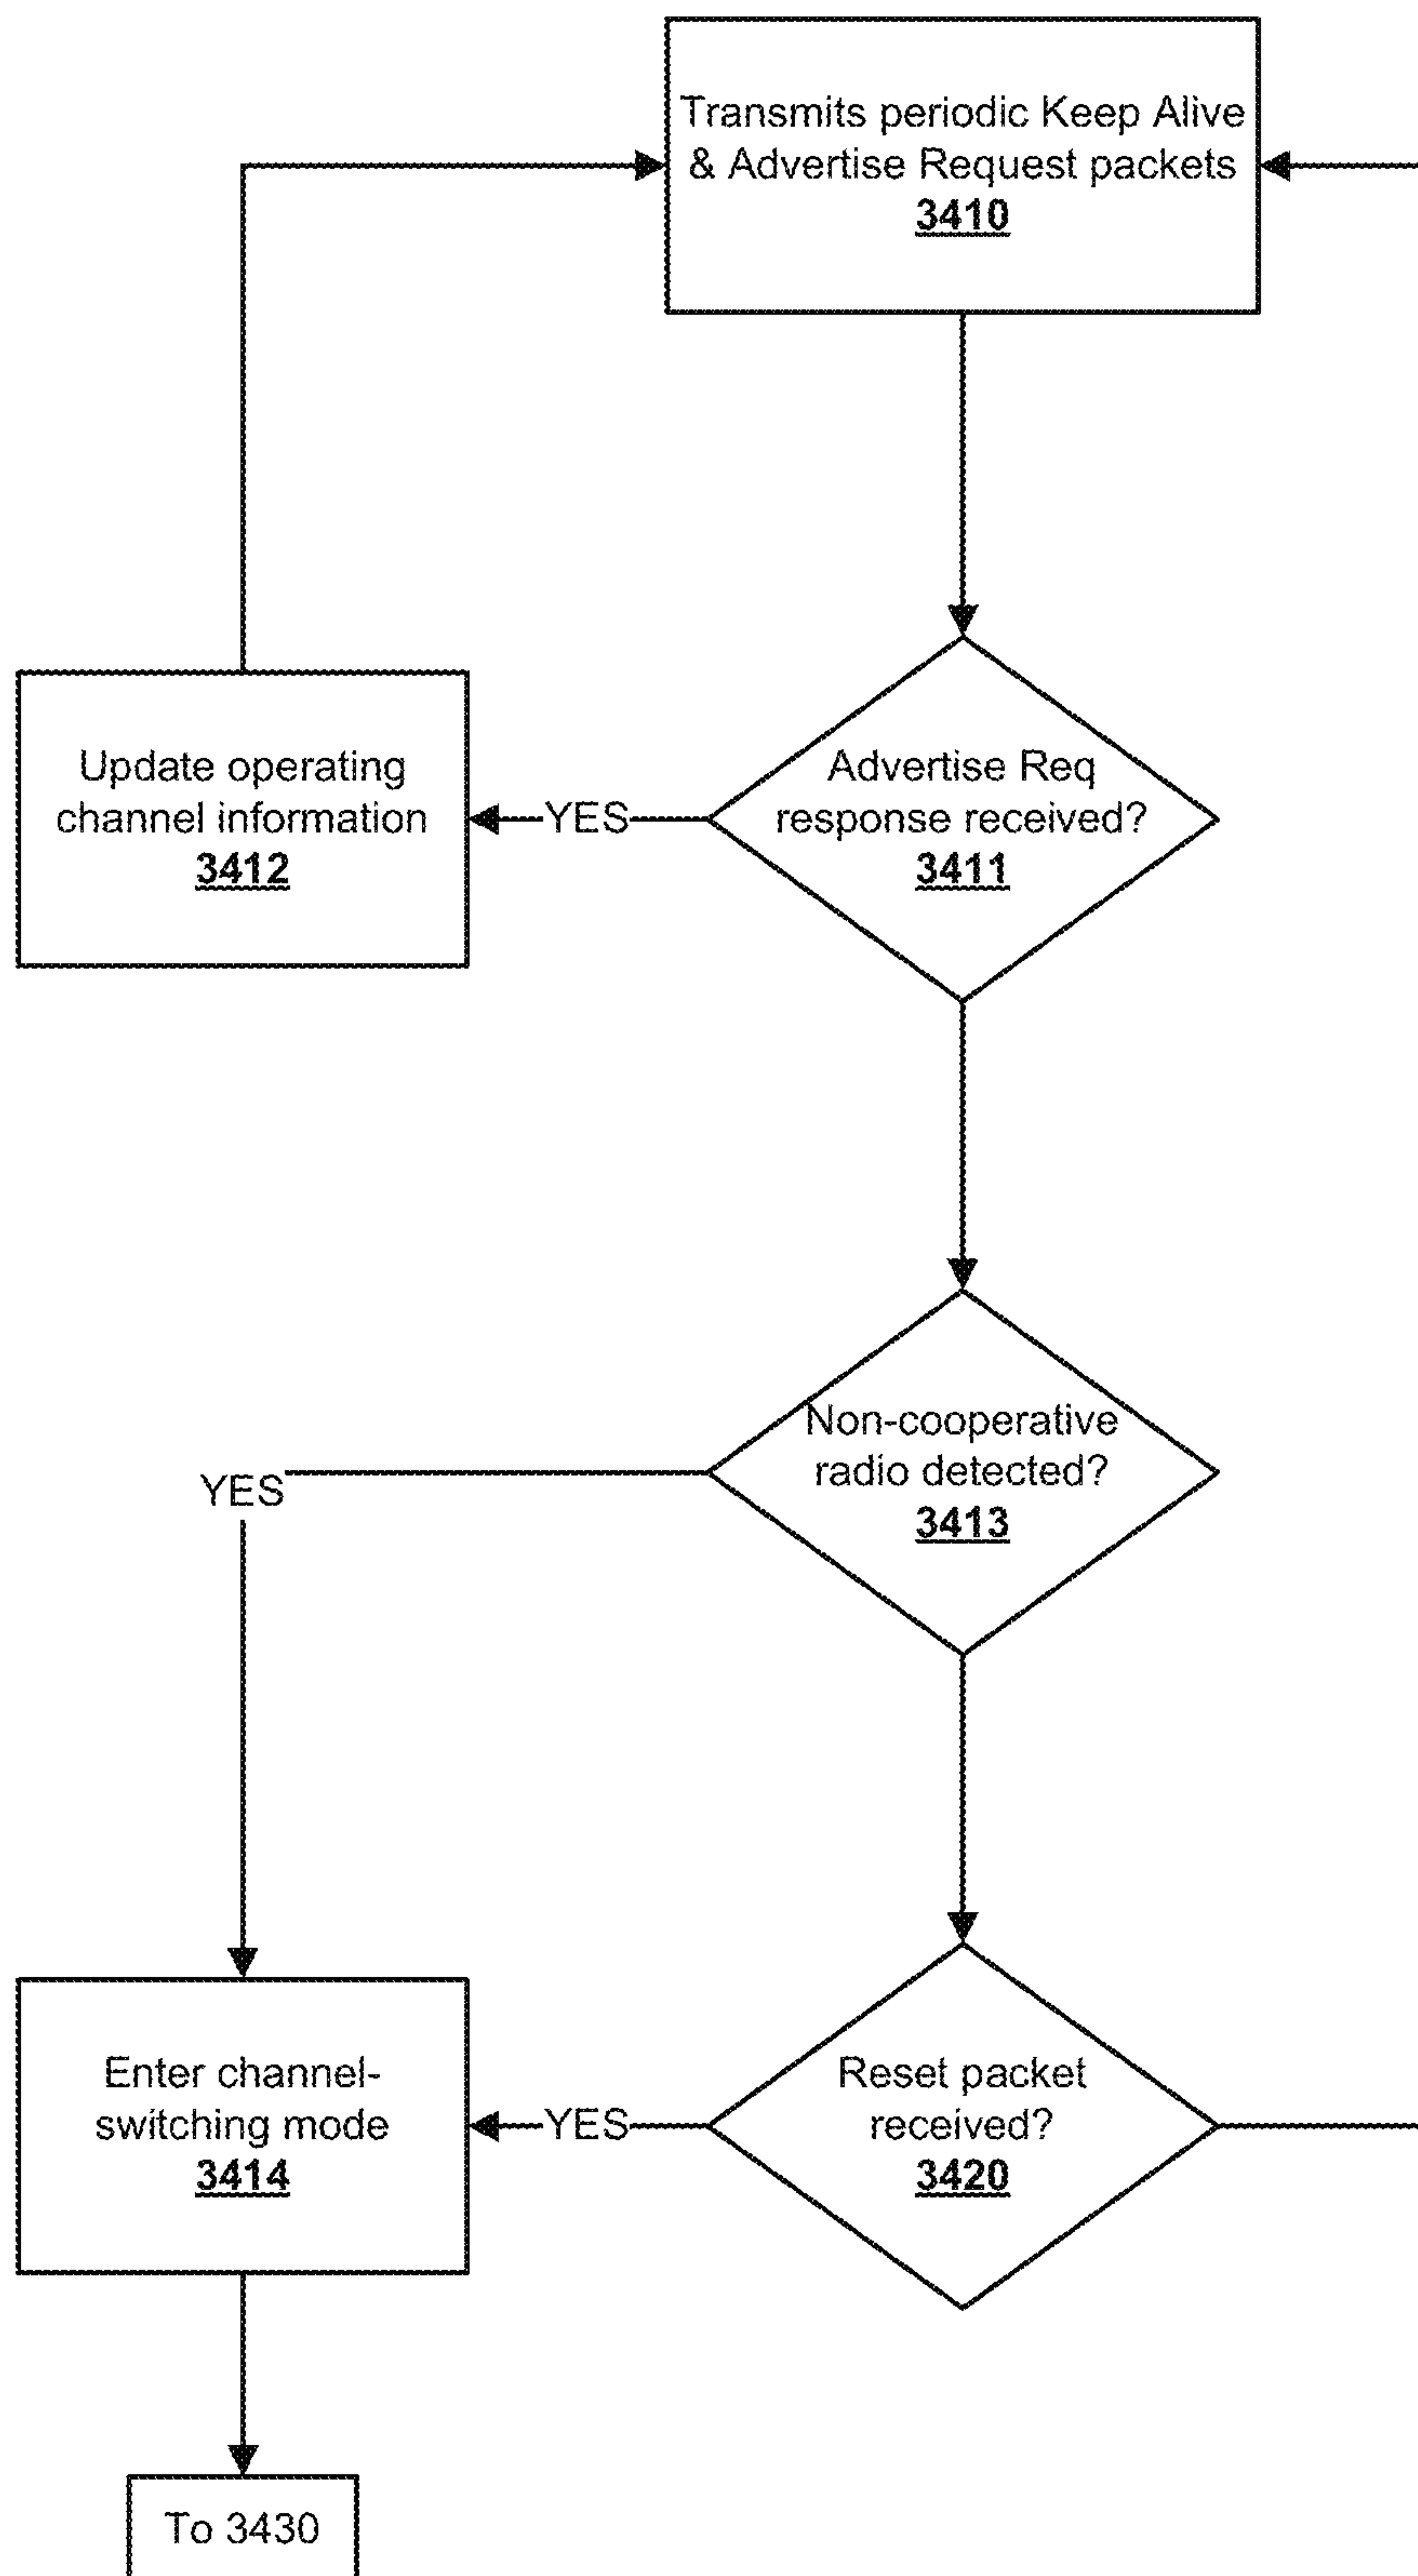 Transmits periodic Keep Alive
& Advertise Request packets
3410
Update operating
channel information
3412
YES
Advertise Req
response received?
3411
Non-cooperative
radio detected?
3413
YES
Enter channel-
switching mode
3414
YES
Reset packet
received?
3420
To 3430